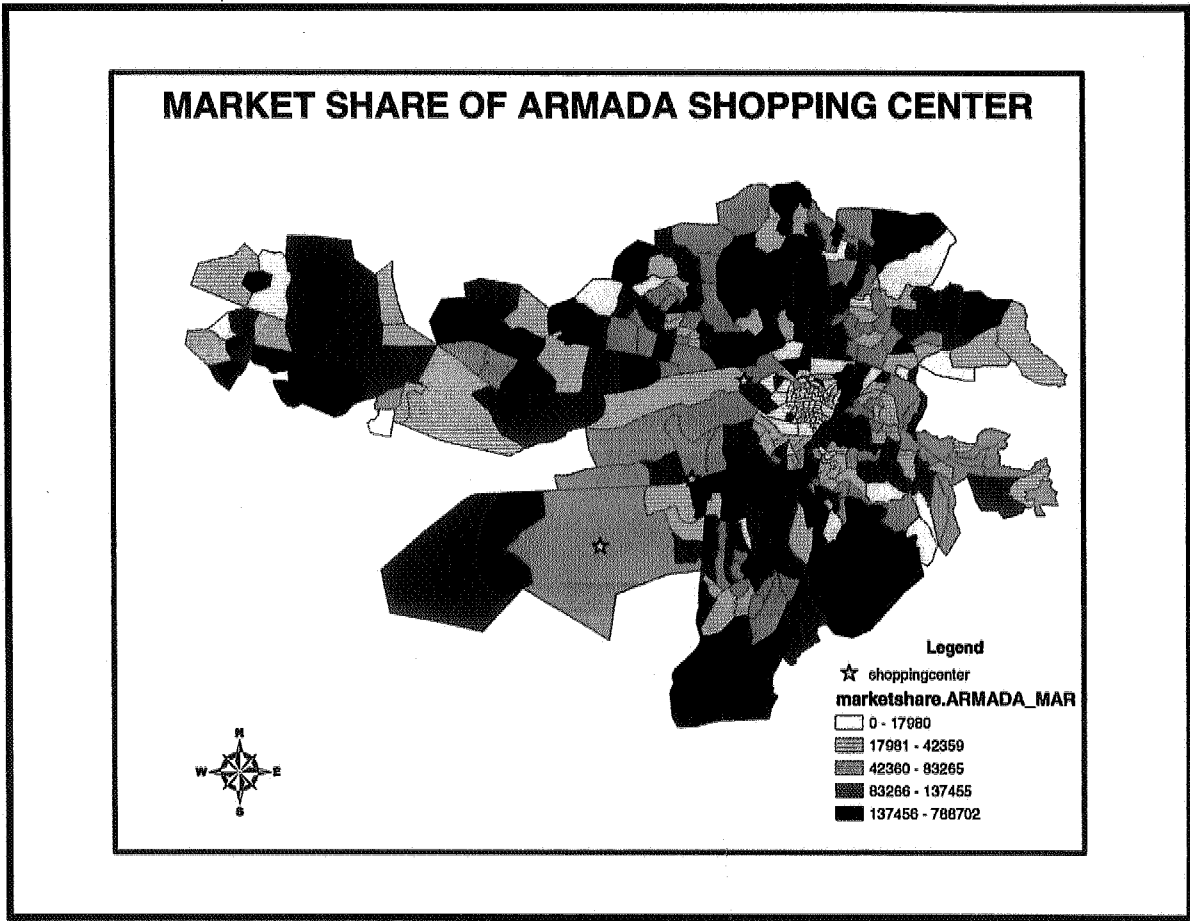 MARKET SHARE OF ARMADA SHOPPING CENTER
Legend
shoppingcenter
marketshare.ARMADA_MAR
0 - 17980
17981 - 42359
42360 - 83265
83266 - 137455
137456 - 788702
N
W E
S